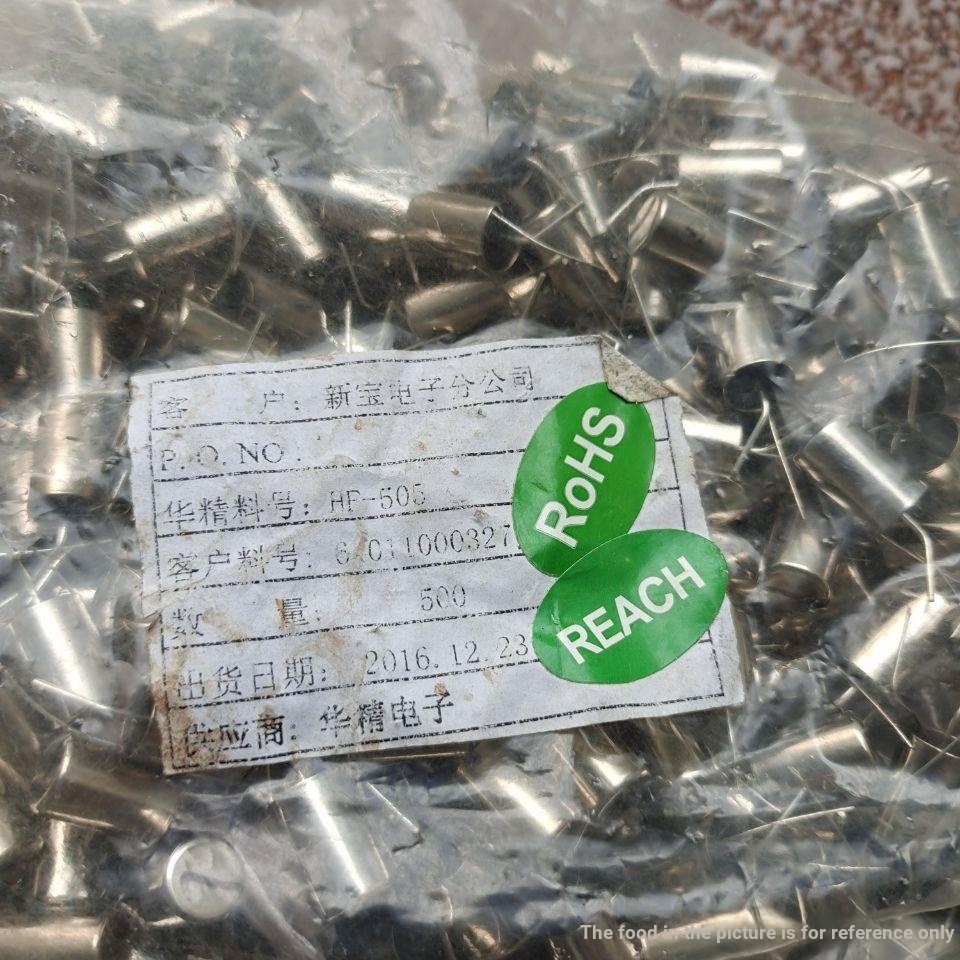 客 户: 新宝电子分公司
P.O.NO.
华精料号: HF-505
客户料号:
数 量: 500
出货日期: 2016.12.23
供应商: 华精电子
RoHS
REACH
The food in the picture is for reference only